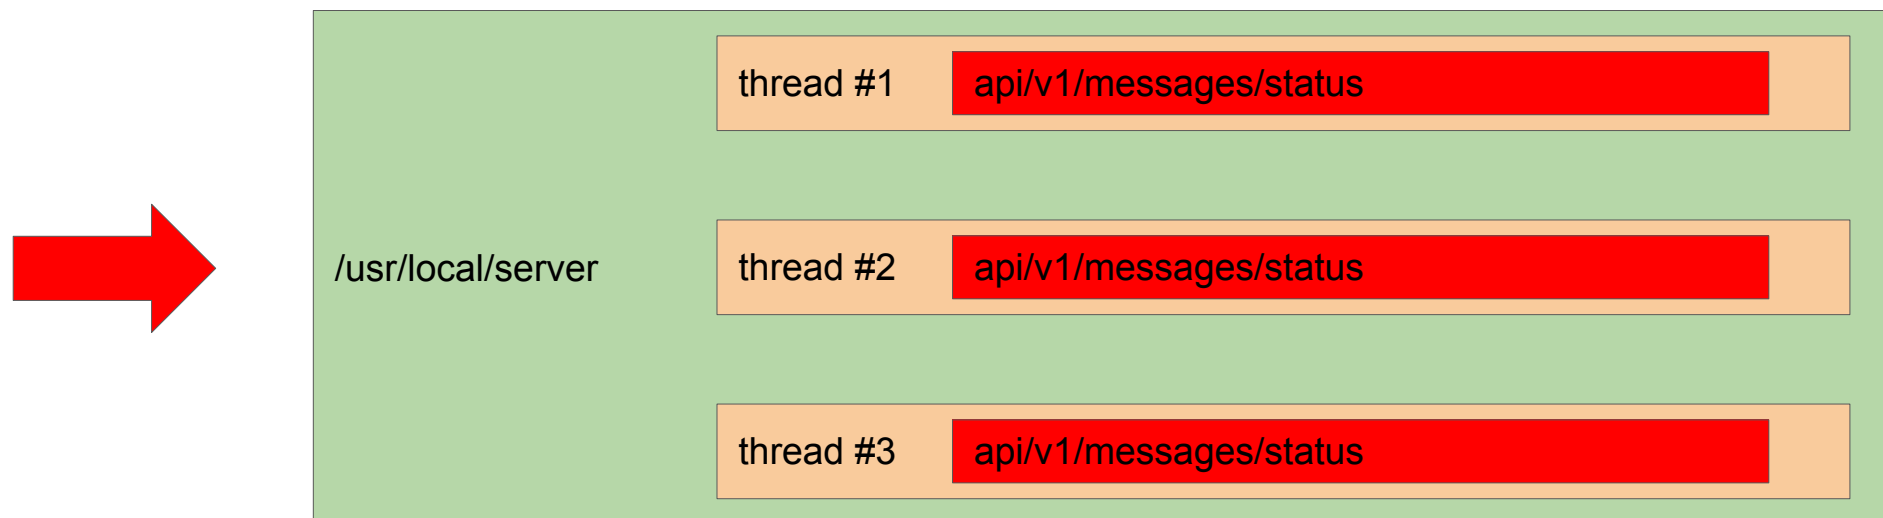 thread #1 api/v1/messages/status
/usr/local/server thread #2 api/v1/messages/status
thread #3 api/v1/messages/status